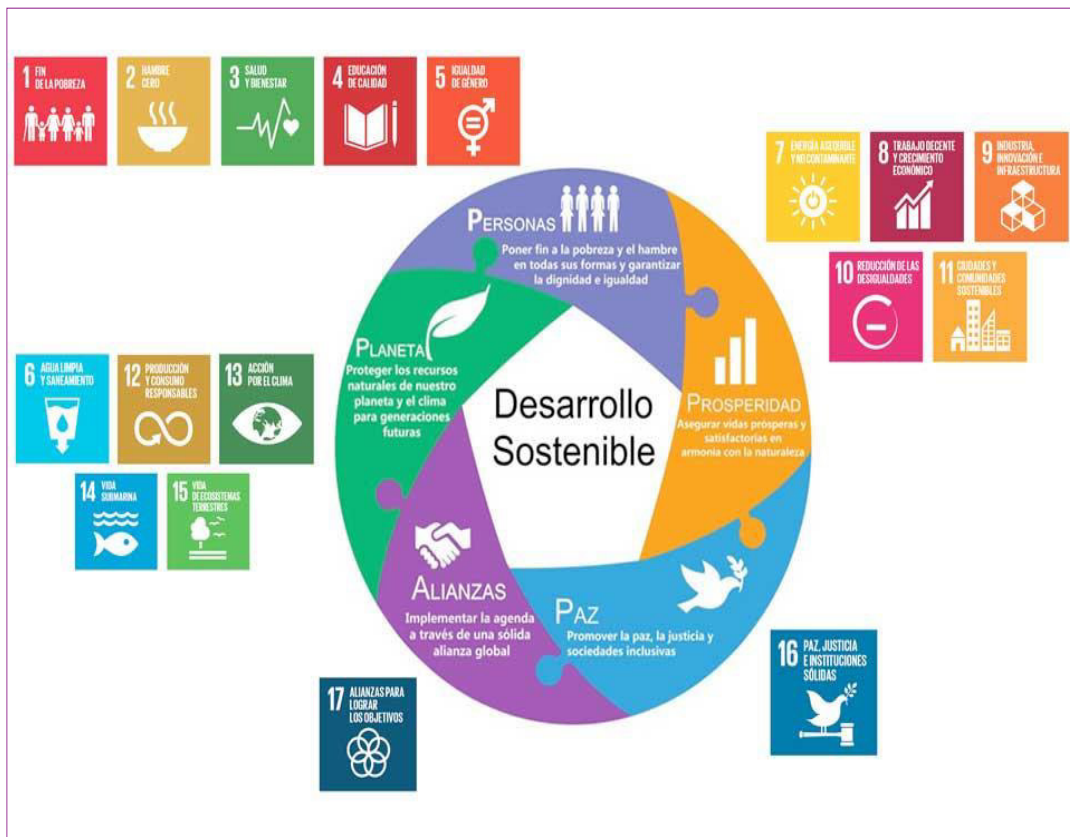 1 FIN
DE LA POBREZA
2 HAMBRE
CERO
3 SALUD
Y BIENESTAR
4 EDUCACIÓN
DE CALIDAD
5 IGUALDAD
DE GÉNERO
7 ENERGÍA ASEQUIBLE
Y NO CONTAMINANTE
8 TRABAJO DECENTE
Y CRECIMIENTO
ECONÓMICO
9 INDUSTRIA,
INNOVACIÓN E
INFRAESTRUCTURA
10 REDUCCIÓN DE LAS
DESIGUALDADES
11 CIUDADES Y
COMUNIDADES
SOSTENIBLES
PERSONAS
Poner fin a la pobreza y el hambre
en todas sus formas y garantizar
la dignidad e igualdad
PLANETA
Proteger los recursos
naturales de nuestro
planeta y el clima
para generaciones
futuras
Desarrollo
Sostenible
PROSPERIDAD
Asegurar vidas prósperas y
satisfactorias en
armonía con la naturaleza
6 AGUA LIMPIA
Y SANEAMIENTO
12 PRODUCCIÓN
Y CONSUMO
RESPONSABLES
13 ACCIÓN
POR EL CLIMA
14 VIDA
SUBMARINA
15 VIDA
DE ECOSISTEMAS
TERRESTRES
ALIANZAS
Implementar la agenda
a través de una sólida
alianza global
PAZ
Promover la paz, la justicia y
sociedades inclusivas
16 PAZ, JUSTICIA
E INSTITUCIONES
SÓLIDAS
17 ALIANZAS PARA
LOGRAR
LOS OBJETIVOS